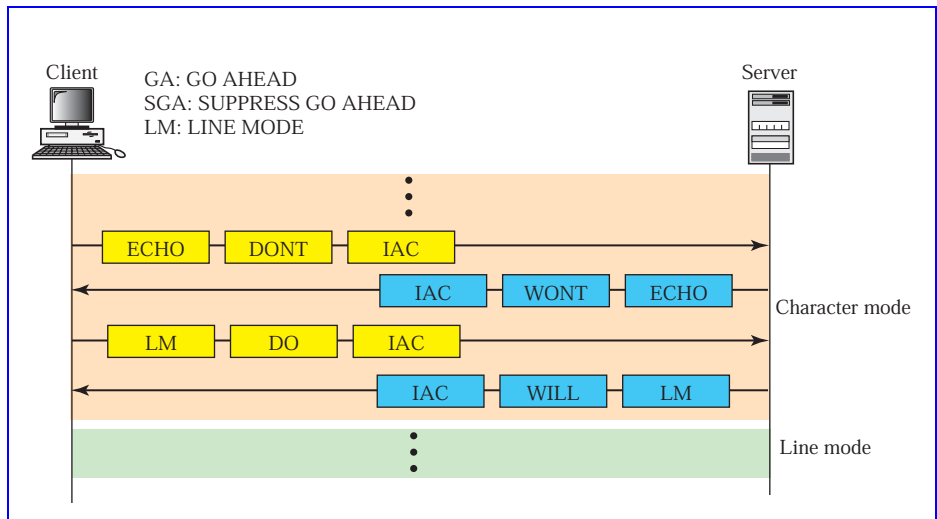 Client
GA: GO AHEAD
SGA: SUPPRESS GO AHEAD
LM: LINE MODE
Server
ECHO DONT IAC
IAC WONT ECHO
Character mode
LM DO IAC
IAC WILL LM
Line mode